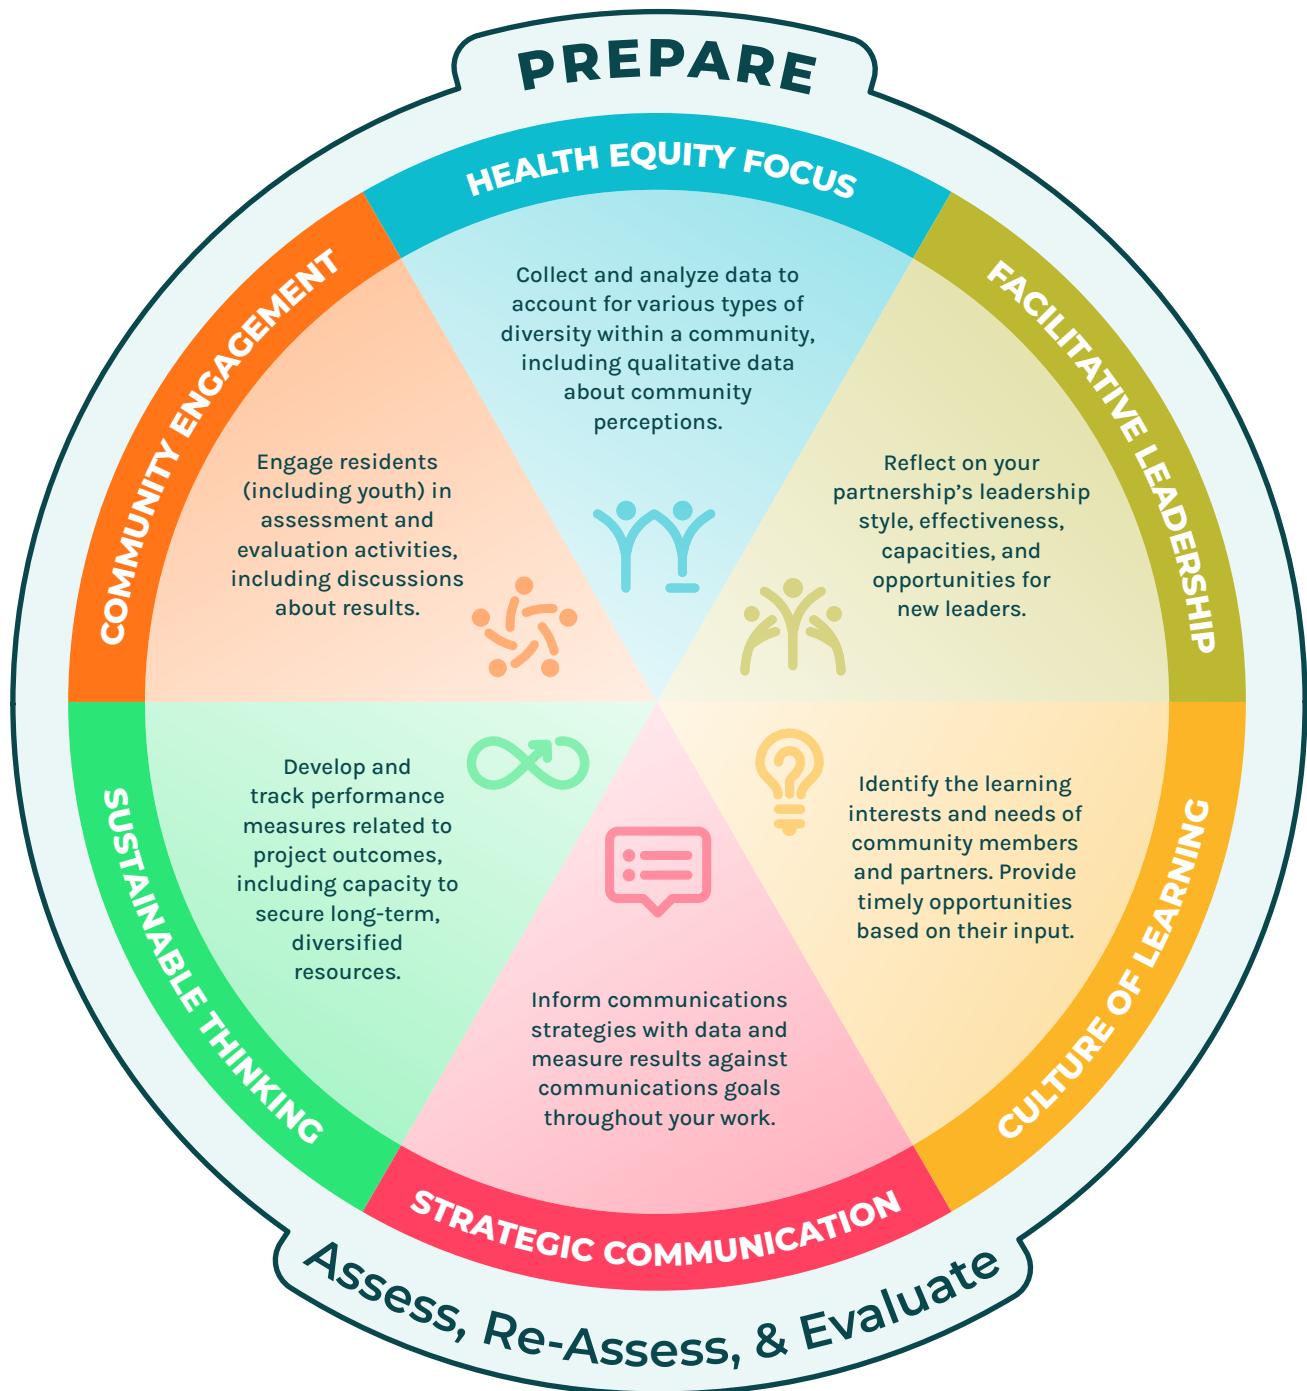 PREPARE
HEALTH EQUITY FOCUS
Collect and analyze data to
account for various types of
diversity within a community,
including qualitative data
about community
perceptions.
FACILITATIVE LEADERSHIP
Reflect on your
partnership’s leadership
style, effectiveness,
capacities, and
opportunities for
new leaders.
CULTURE OF LEARNING
Identify the learning
interests and needs of
community members
and partners. Provide
timely opportunities
based on their input.
STRATEGIC COMMUNICATION
Inform communications
strategies with data and
measure results against
communications goals
throughout your work.
SUSTAINABLE THINKING
Develop and
track performance
measures related to
project outcomes,
including capacity to
secure long-term,
diversified
resources.
COMMUNITY ENGAGEMENT
Engage residents
(including youth) in
assessment and
evaluation activities,
including discussions
about results.
Assess, Re-Assess, & Evaluate